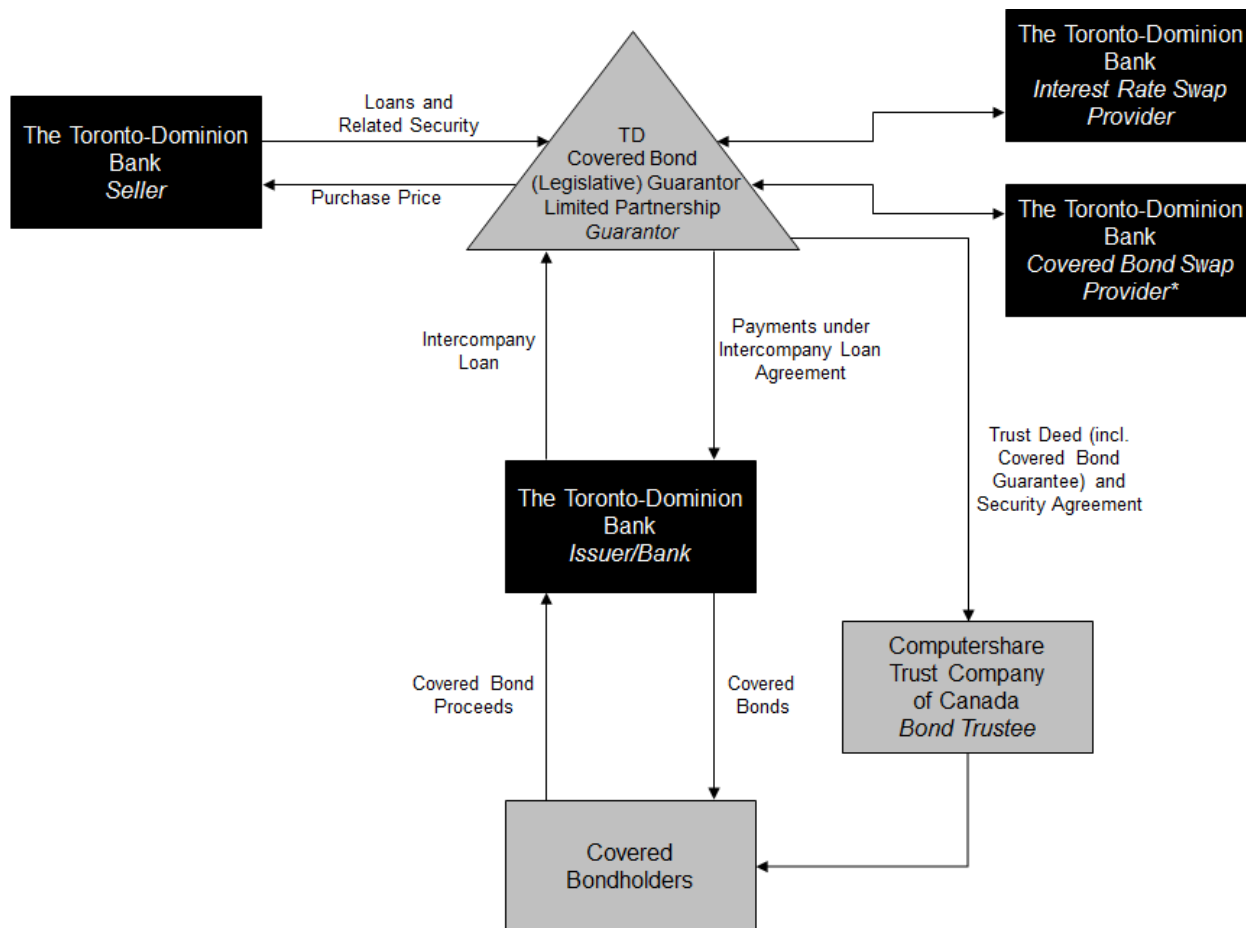 The Toronto-Dominion
Bank
Interest Rate Swap
Provider
The Toronto-Dominion
Bank
Seller
Loans and
Related Security
Purchase Price
TD
Covered Bond
(Legislative) Guarantor
Limited Partnership
Guarantor
The Toronto-Dominion
Bank
Covered Bond Swap
Provider*
Intercompany
Loan
Payments under
Intercompany Loan
Agreement
Trust Deed (incl.
Covered Bond
Guarantee) and
Security Agreement
The Toronto-Dominion
Bank
Issuer/Bank
Computershare
Trust Company
of Canada
Bond Trustee
Covered Bond
Proceeds
Covered
Bonds
Covered
Bondholders